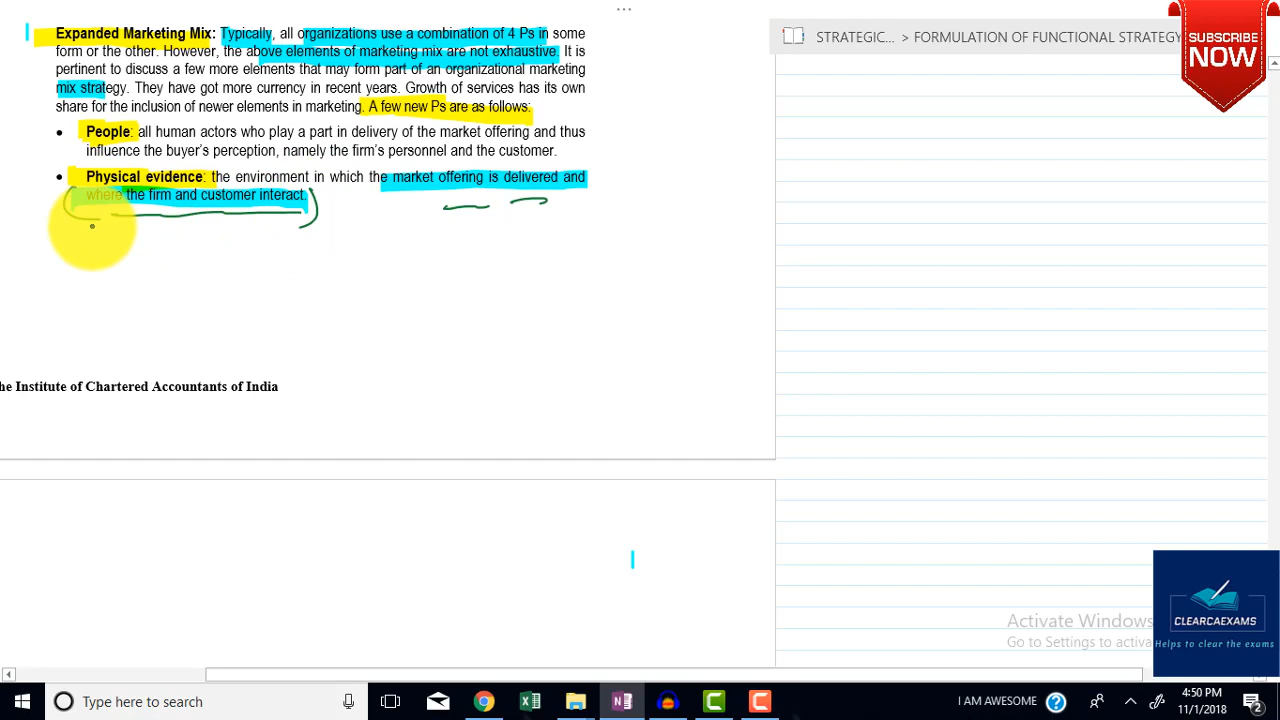 ...
Expanded Marketing Mix: Typically, all organizations use a combination of 4 Ps in some
form or the other. However, the above elements of marketing mix are not exhaustive. It is
pertinent to discuss a few more elements that may form part of an organizational marketing
mix strategy. They have got more currency in recent years. Growth of services has its own
share for the inclusion of newer elements in marketing. A few new Ps are as follows:
• People: all human actors who play a part in delivery of the market offering and thus
influence the buyer's perception, namely the firm's personnel and the customer.
• Physical evidence: the environment in which the market offering is delivered and
where the firm and customer interact.
he Institute of Chartered Accountants of India
STRATEGIC... > FORMULATION OF FUNCTIONAL STRATEGY
SUBSCRIBE
NOW
Activate Windows
Go to Settings to activa
CLEARCAEXAMS
Helps to clear the exams
Type here to search
I AM AWESOME
4:50 PM
11/1/2018
2